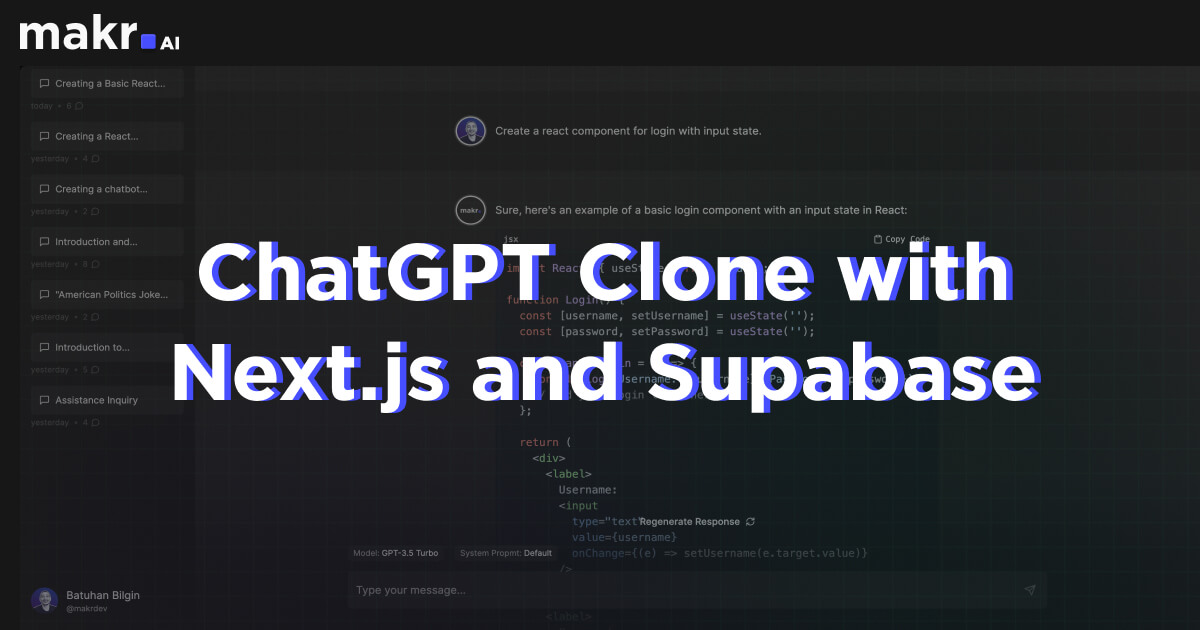 makr. AI
Creating a Basic React...
today • 6
Creating a React...
yesterday • 4
Creating a chatbot...
yesterday • 2
Introduction and...
yesterday • 8
"American Politics Joke...
yesterday • 2
Introduction to...
yesterday • 5
Assistance Inquiry
yesterday • 4
Batuhan Bilgin
@makrdev
Create a react component for login with input state.
makr.
Sure, here's an example of a basic login component with an input state in React:
jsx
Copy Code
ChatGPT Clone with
Next.js and Supabase
function Login() {
const [username, setUsername] = useState('');
const [password, setPassword] = useState('');
};
return (
<div>
<label>
Username:
<input
type="text"
Regenerate Response
value={username}
onChange={(e) => setUsername(e.target.value)}
/>
Model: GPT-3.5 Turbo
System Propmt: Default
Type your message...
<label>